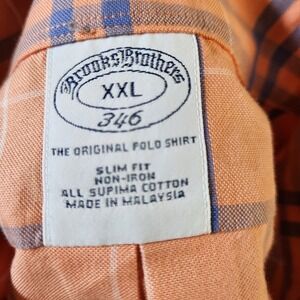 Brooks Brothers
XXL
346
THE ORIGINAL POLO SHIRT
SLIM FIT
NON-IRON
ALL SUPIMA COTTON
MADE IN MALAYSIA